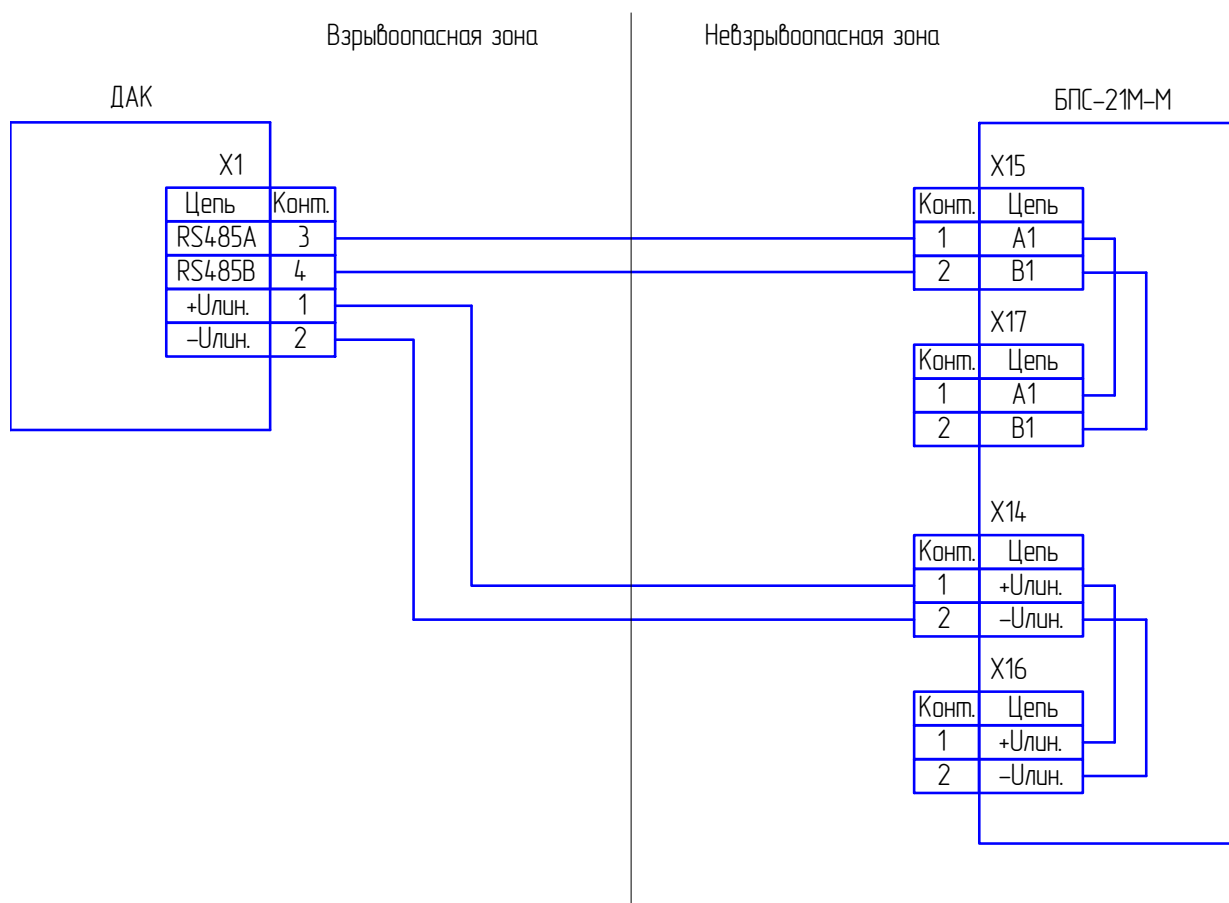 Взрывоопасная зона
Невзрывоопасная зона
ДАК
X1
Цепь Конт.
RS485A 3
RS485B 4
+Uлин. 1
–Uлин. 2
БПС–21М–М
X15
Конт. Цепь
1 A1
2 B1
X17
Конт. Цепь
1 A1
2 B1
X14
Конт. Цепь
1 +Uлин.
2 –Uлин.
X16
Конт. Цепь
1 +Uлин.
2 –Uлин.